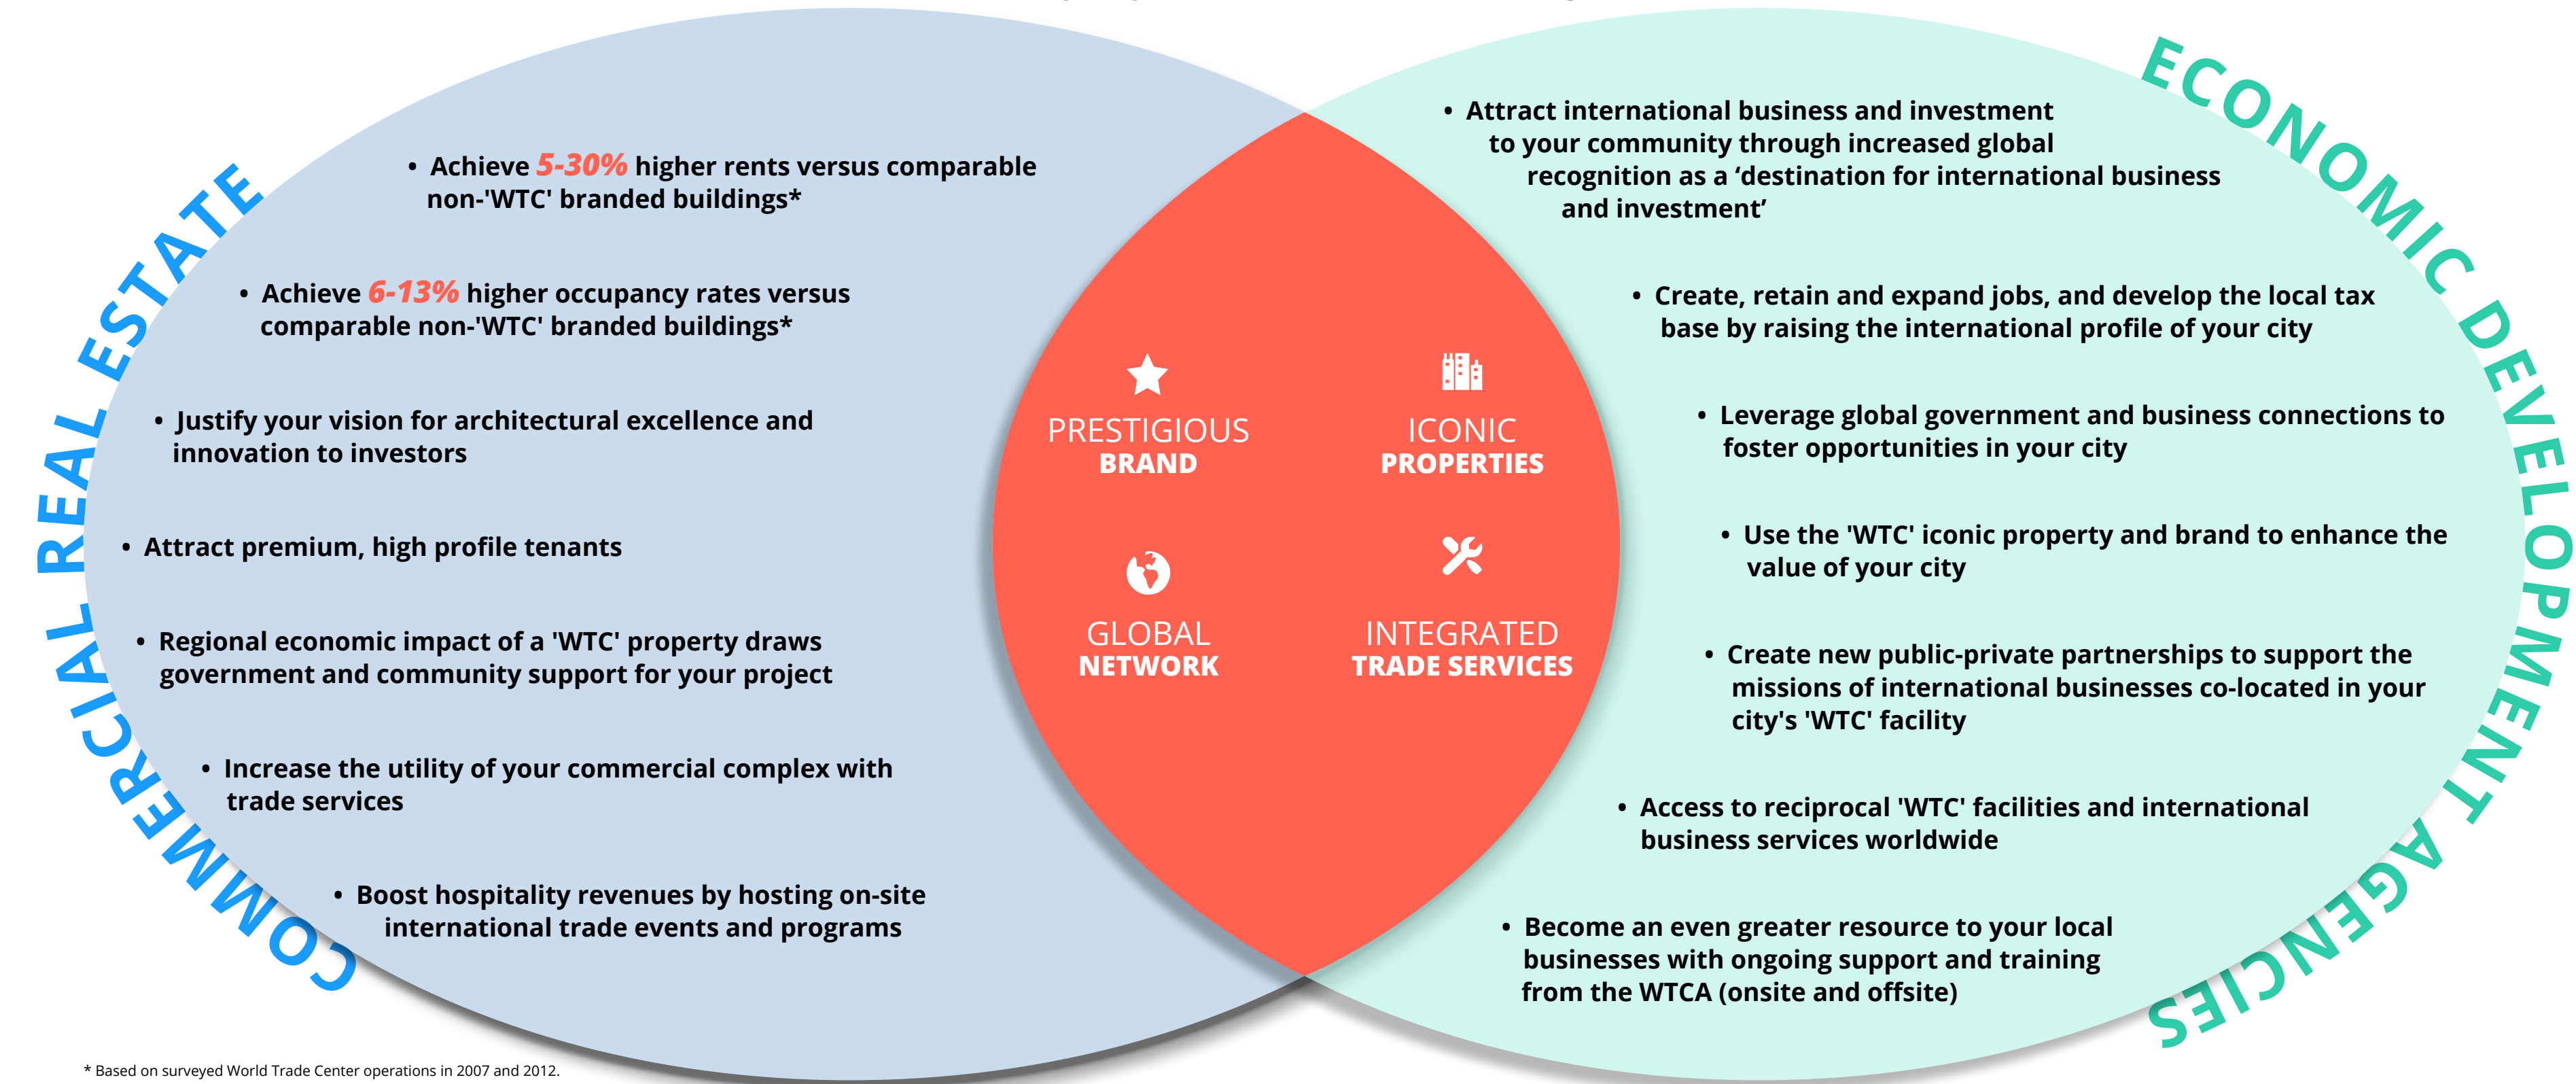 COMMERCIAL REAL ESTATE
• Achieve 5-30% higher rents versus comparable
non-'WTC' branded buildings*
• Achieve 6-13% higher occupancy rates versus
comparable non-'WTC' branded buildings*
• Justify your vision for architectural excellence and
innovation to investors
• Attract premium, high profile tenants
• Regional economic impact of a 'WTC' property draws
government and community support for your project
• Increase the utility of your commercial complex with
trade services
• Boost hospitality revenues by hosting on-site
international trade events and programs
PRESTIGIOUS
BRAND
ICONIC
PROPERTIES
GLOBAL
NETWORK
INTEGRATED
TRADE SERVICES
ECONOMIC DEVELOPMENT AGENCIES
• Attract international business and investment
to your community through increased global
recognition as a ‘destination for international business
and investment’
• Create, retain and expand jobs, and develop the local tax
base by raising the international profile of your city
• Leverage global government and business connections to
foster opportunities in your city
• Use the 'WTC' iconic property and brand to enhance the
value of your city
• Create new public-private partnerships to support the
missions of international businesses co-located in your
city's 'WTC' facility
• Access to reciprocal 'WTC' facilities and international
business services worldwide
• Become an even greater resource to your local
businesses with ongoing support and training
from the WTCA (onsite and offsite)
* Based on surveyed World Trade Center operations in 2007 and 2012.